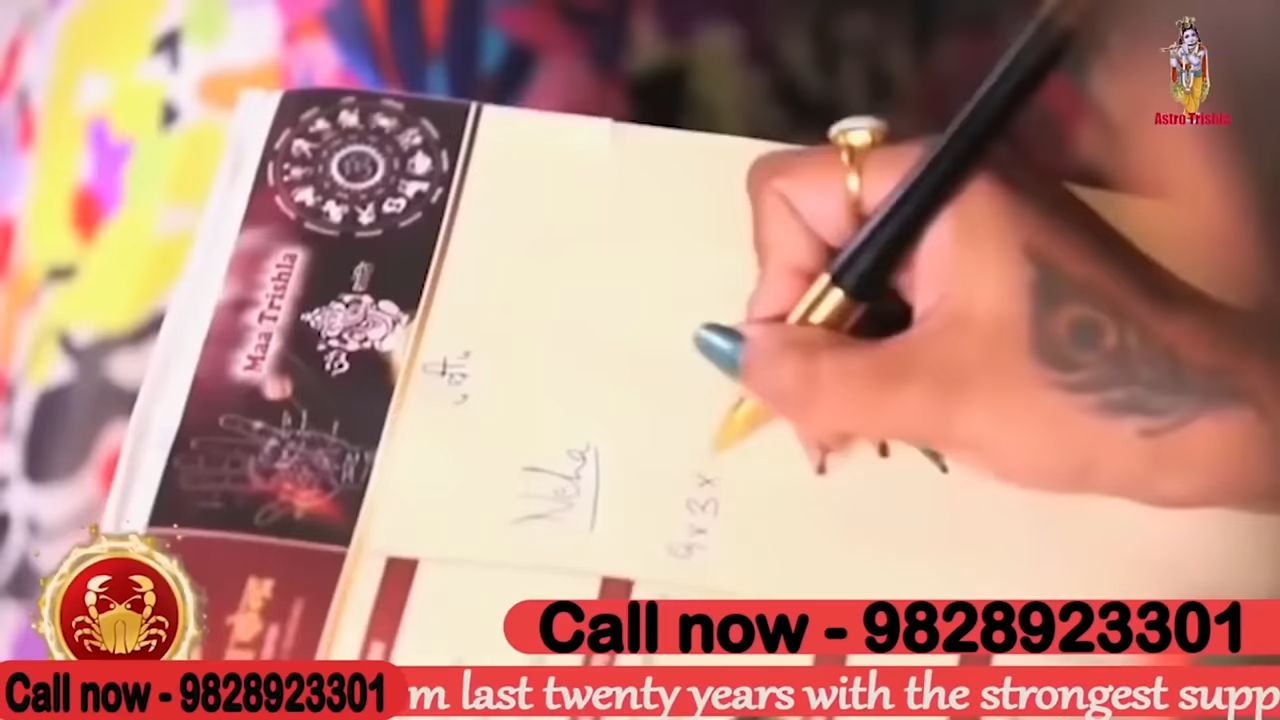 Astro Trishla
Maa Trishla
Neha
Call now - 9828923301
Call now - 9828923301
m last twenty years with the strongest supp